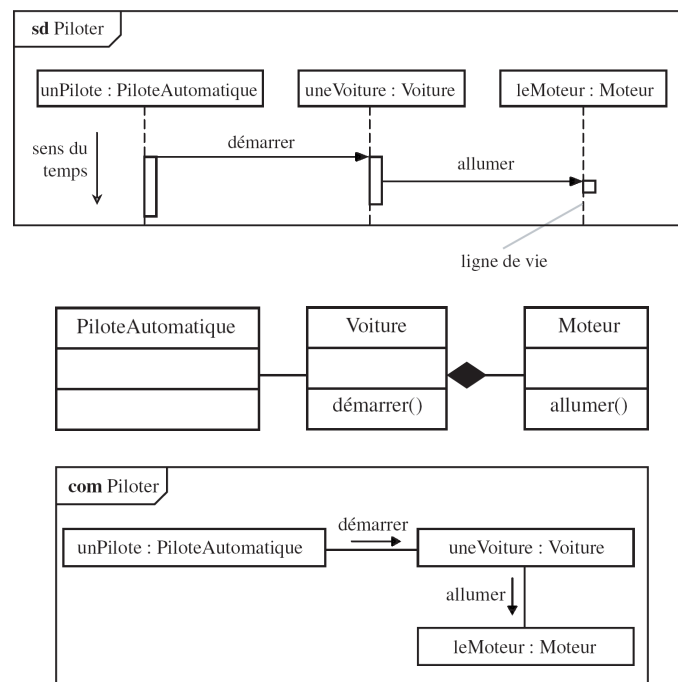 sd Piloter
unPilote : PiloteAutomatique
uneVoiture : Voiture
leMoteur : Moteur
sens du
temps
démarrer
allumer
ligne de vie
PiloteAutomatique
Voiture
Moteur
démarrer()
allumer()
com Piloter
démarrer
unPilote : PiloteAutomatique
uneVoiture : Voiture
allumer
leMoteur : Moteur